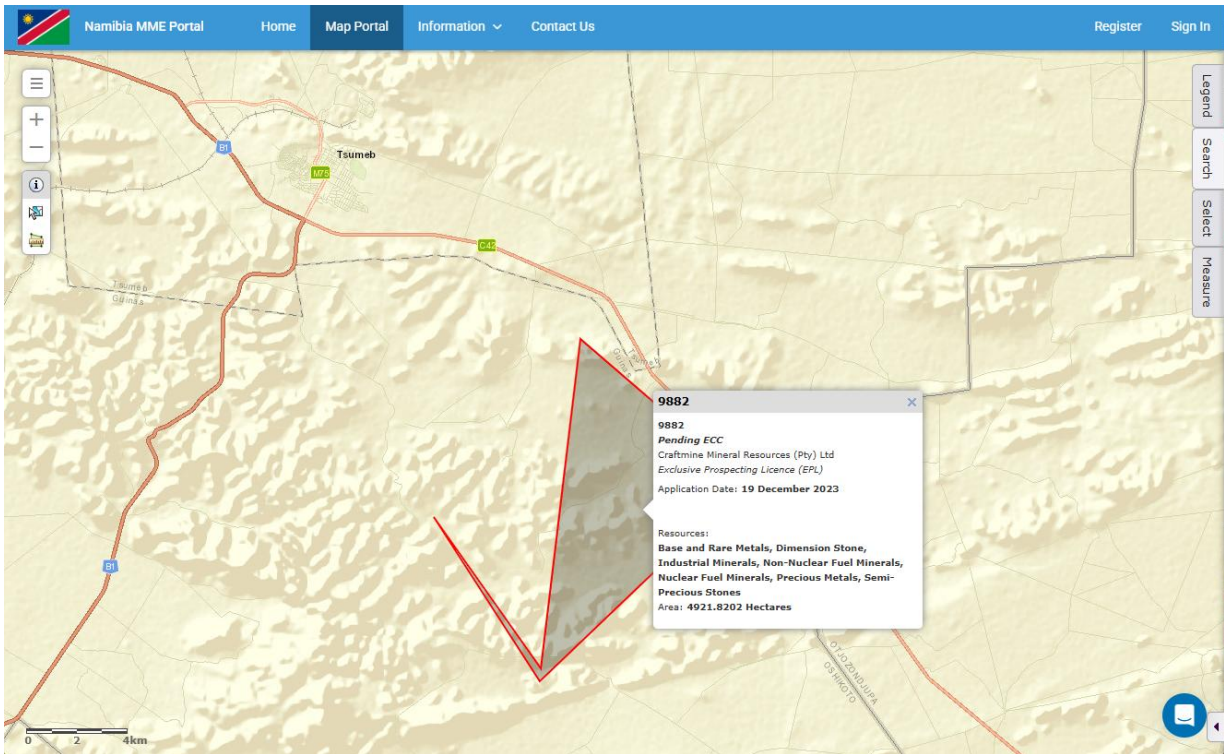 Namibia MME Portal Home Map Portal Information Contact Us Register Sign In
Legend
Search
Select
Measure
B1
Tsumeb
M75
C42
Tsumeb
Guinas
Tsumeb
Guinas
9882
9882
Pending ECC
Craftmine Mineral Resources (Pty) Ltd
Exclusive Prospecting Licence (EPL)
Application Date: 19 December 2023
Resources:
Base and Rare Metals, Dimension Stone,
Industrial Minerals, Non-Nuclear Fuel Minerals,
Nuclear Fuel Minerals, Precious Metals, Semi-
Precious Stones
Area: 4921.8202 Hectares
B1
OTJOZONDJUPA
OSHIKOTO
0 2 4km